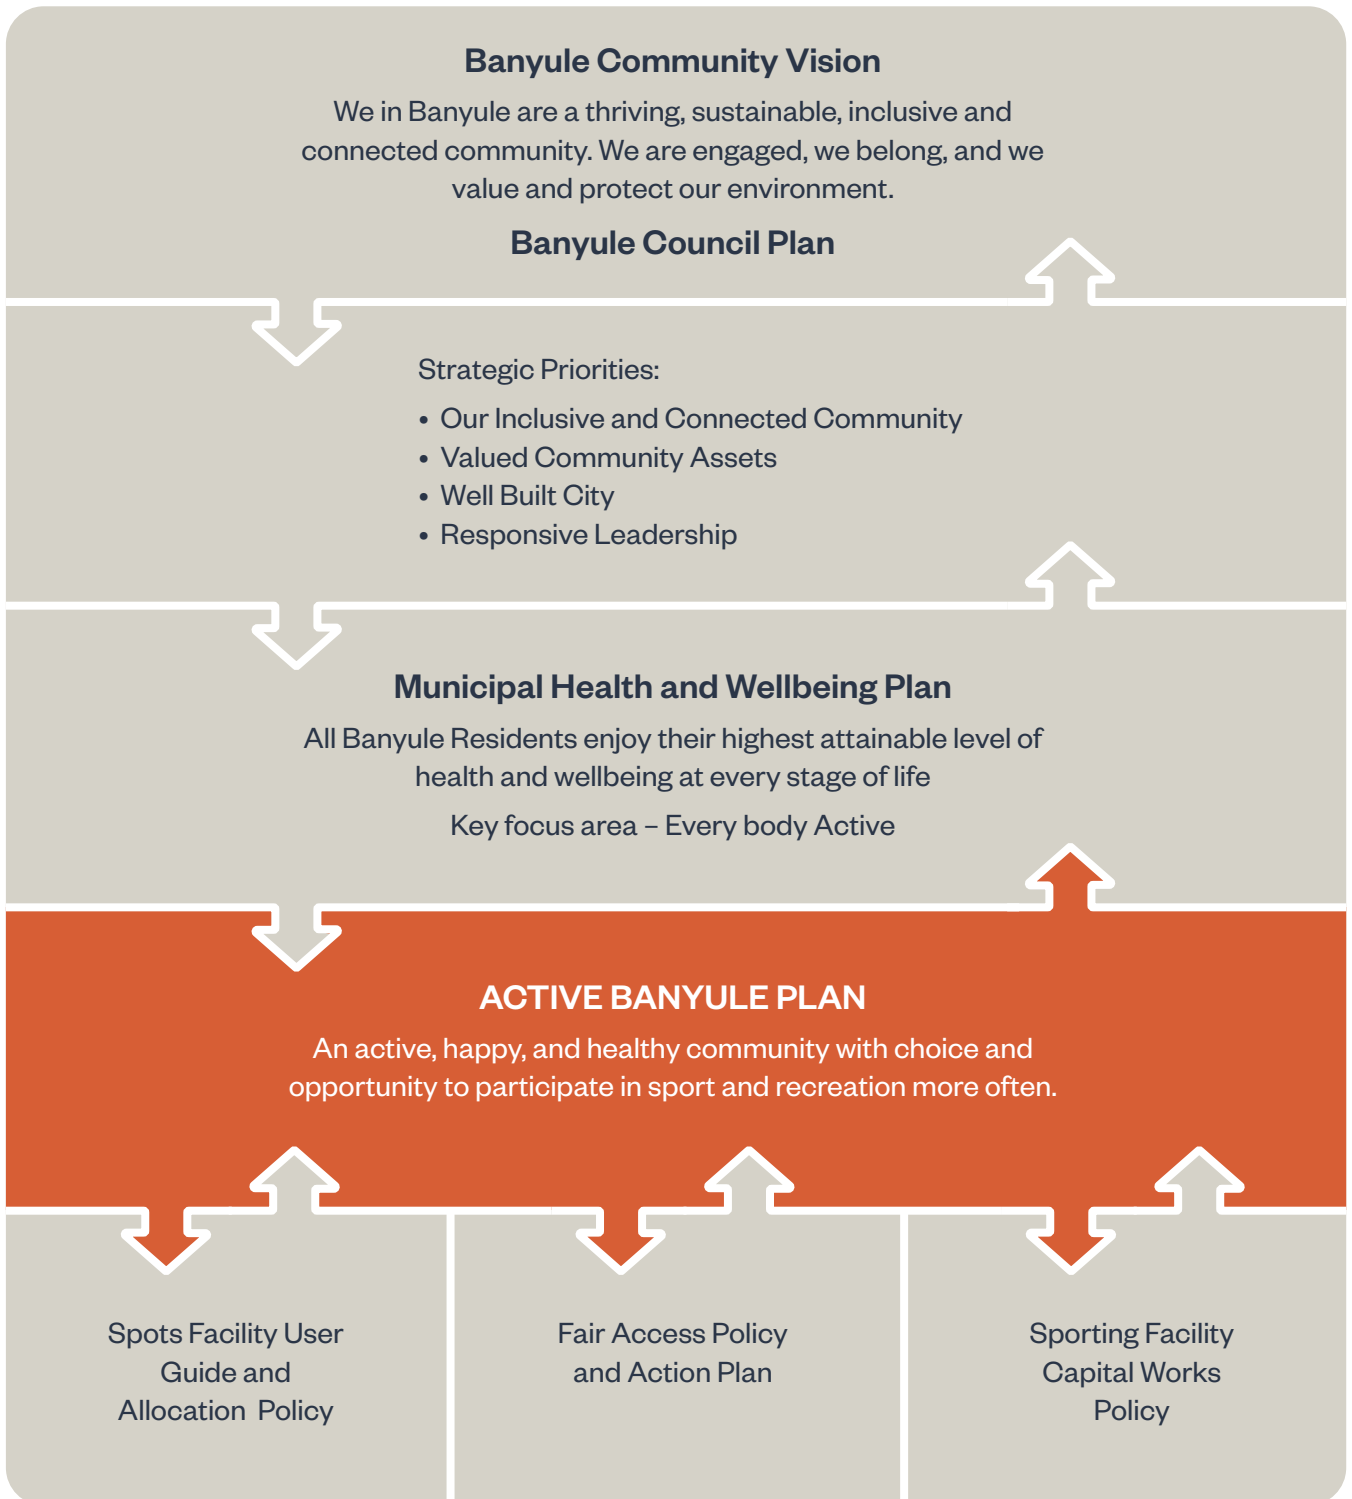 Banyule Community Vision
We in Banyule are a thriving, sustainable, inclusive and
connected community. We are engaged, we belong, and we
value and protect our environment.
Banyule Council Plan
Strategic Priorities:
• Our Inclusive and Connected Community
• Valued Community Assets
• Well Built City
• Responsive Leadership
Municipal Health and Wellbeing Plan
All Banyule Residents enjoy their highest attainable level of
health and wellbeing at every stage of life
Key focus area – Every body Active
ACTIVE BANYULE PLAN
An active, happy, and healthy community with choice and
opportunity to participate in sport and recreation more often.
Spots Facility User
Guide and
Allocation Policy
Fair Access Policy
and Action Plan
Sporting Facility
Capital Works
Policy